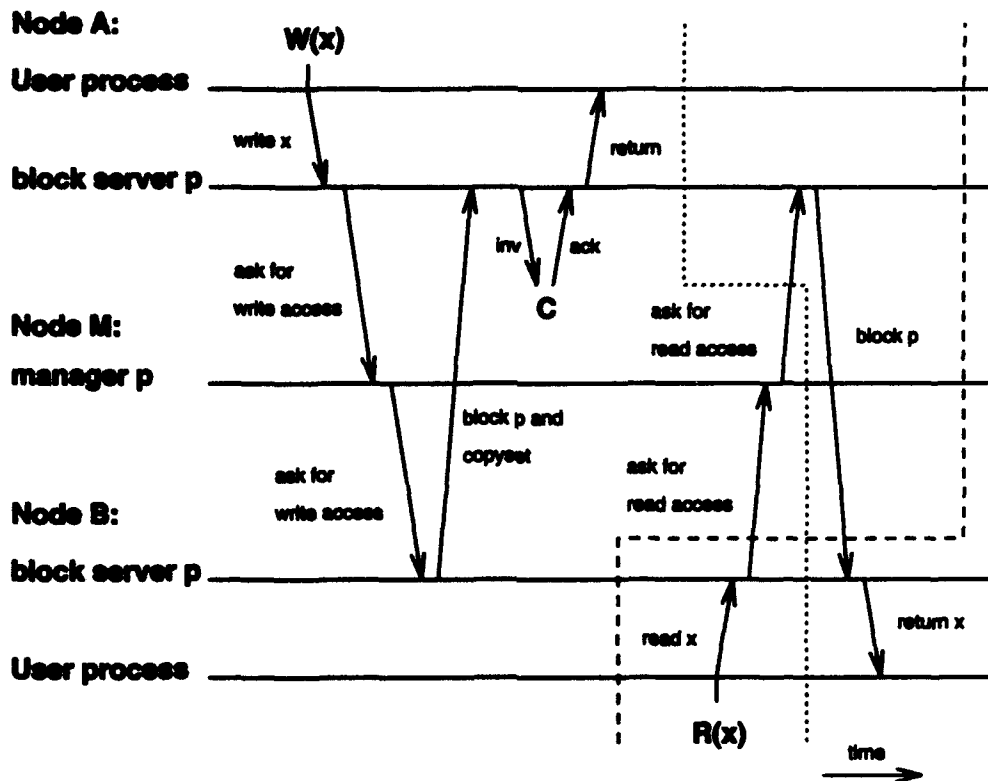 Node A:
W(x)
User process
write x
return
block server p
inv
ack
ask for
write access
C
ask for
read access
Node M:
block p
manager p
block p and
copyset
ask for
write access
ask for
read access
Node B:
block server p
read x
return x
User process
R(x)
time